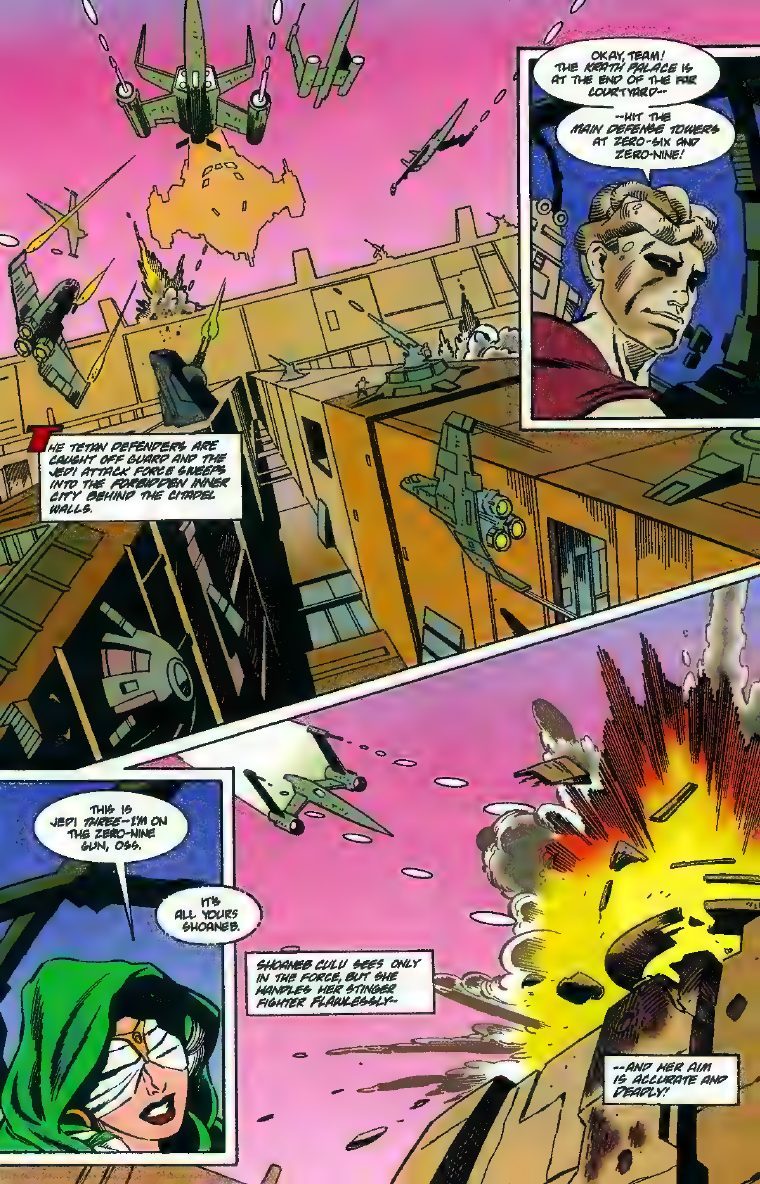 OKAY, TEAM!
THE KRATH PALACE IS
AT THE END OF THE FAR
COURTYARD--
--HIT THE
MAIN DEFENSE TOWERS
AT ZERO-SIX AND
ZERO-NINE!
THE TETAN DEFENDERS ARE
CAUGHT OFF GUARD AND THE
JEDI ATTACK FORCE SWEEPS
INTO THE FORBIDDEN INNER
CITY BEHIND THE CITADEL
WALLS.
THIS IS
JEDI THREE--I'M ON
THE ZERO-NINE
GUN, OSS.
IT'S
ALL YOURS
SHOANEB.
SHOANEB CULU SEES ONLY
IN THE FORCE, BUT SHE
HANDLES HER STINGER
FIGHTER FLAWLESSLY--
--AND HER AIM
IS ACCURATE AND
DEADLY!